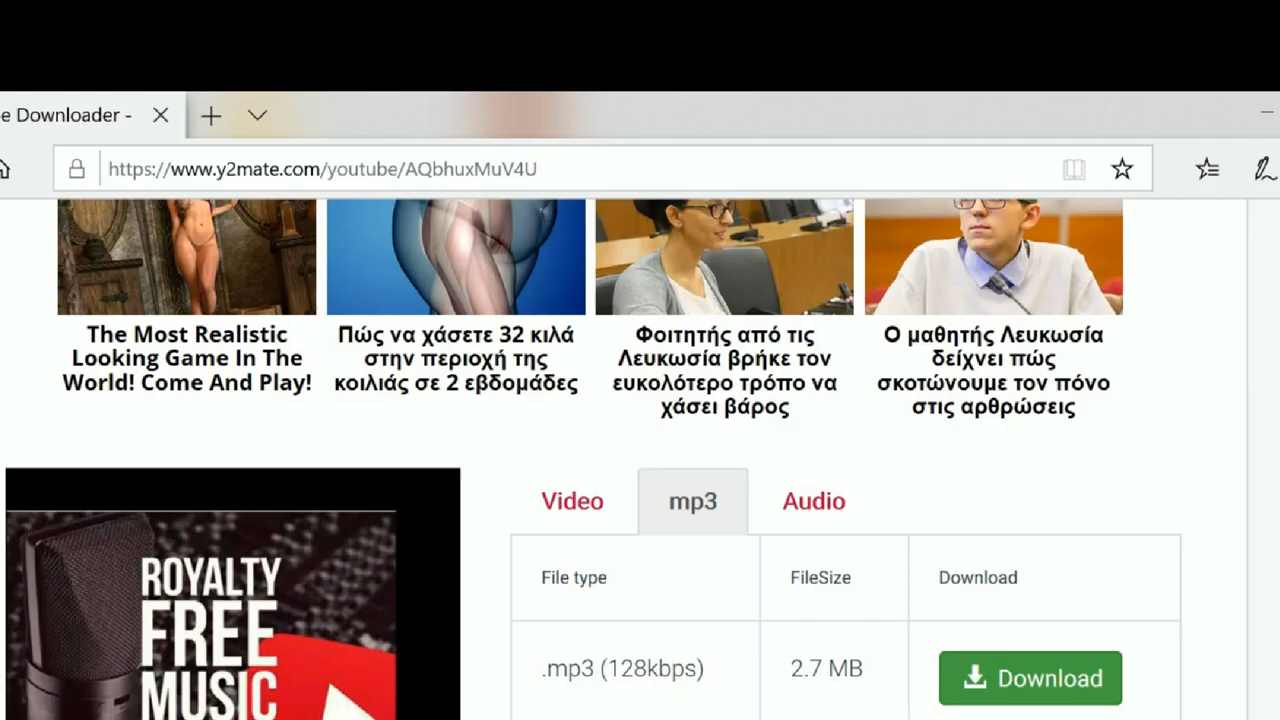 e Downloader -
https://www.y2mate.com/youtube/AQbhuxMuV4U
The Most Realistic
Looking Game In The
World! Come And Play!
Πώς να χάσετε 32 κιλά
στην περιοχή της
κοιλιάς σε 2 εβδομάδες
Φοιτητής από τις
Λευκωσία βρήκε τον
ευκολότερο τρόπο να
χάσει βάρος
Ο μαθητής Λευκωσία
δείχνει πώς
σκοτώνουμε τον πόνο
στις αρθρώσεις
Video
mp3
Audio
File type
FileSize
Download
.mp3 (128kbps)
2.7 MB
Download
ROYALTY
FREE
MUSIC